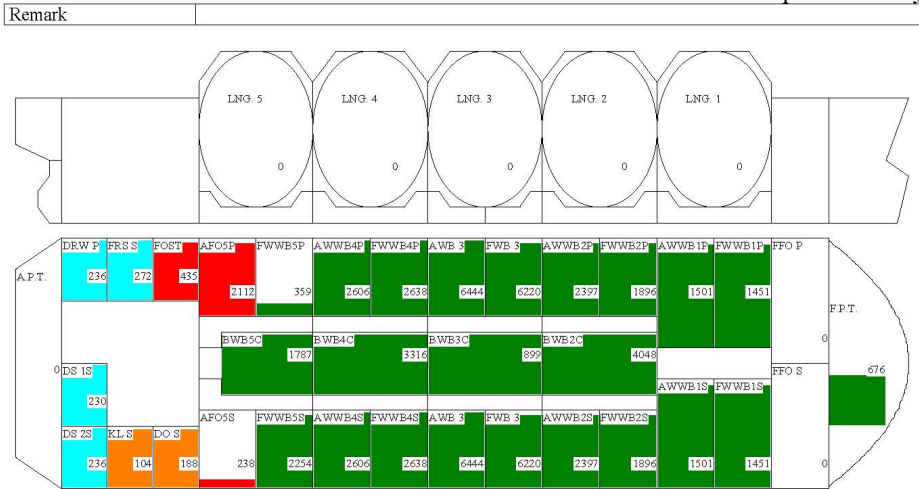 Remark
LNG. 5 LNG. 4 LNG. 3 LNG. 2 LNG. 1
0 0 0 0 0
DRW P FRS S FOST AFO5P FWWB5P AWWB4P FWWB4P AWB 3 FWB 3 AWWB2P FWWB2P AWWB1P FWWB1P FFO P
A.P.T. 236 272 435 2112 359 2606 2638 6444 6220 2397 1896 1501 1451
F.P.T.
BWB5C BWB4C BWB3C BWB2C 0
1787 3316 899 4048
0 DS 1S FFO S 676
AWWB1S FWWB1S
230
AFO5S FWWB5S AWWB4S FWWB4S AWB 3 FWB 3 AWWB2S FWWB2S
DS 2S KL S DO S
236 104 188 238 2254 2606 2638 6444 6220 2397 1896 1501 1451 0